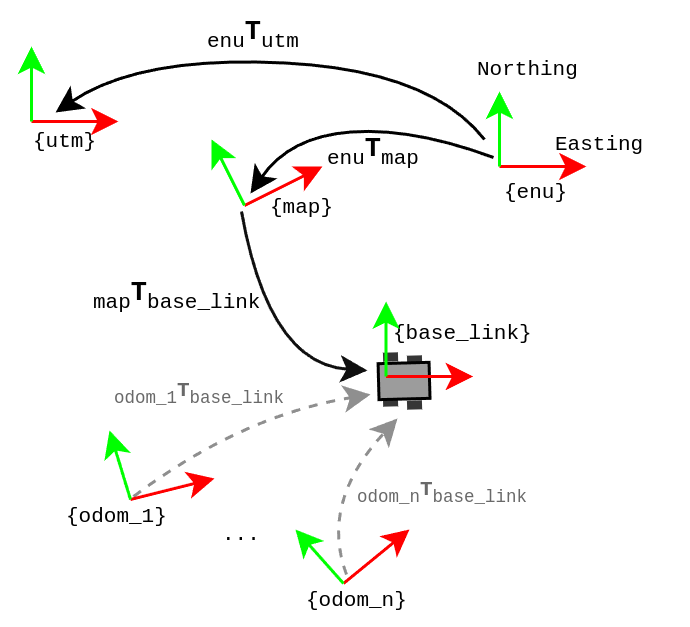 enuTutm
Northing
{utm}
enuTmap
Easting
{enu}
{map}
mapTbase_link
{base_link}
odom_1Tbase_link
odom_nTbase_link
{odom_1}
...
{odom_n}